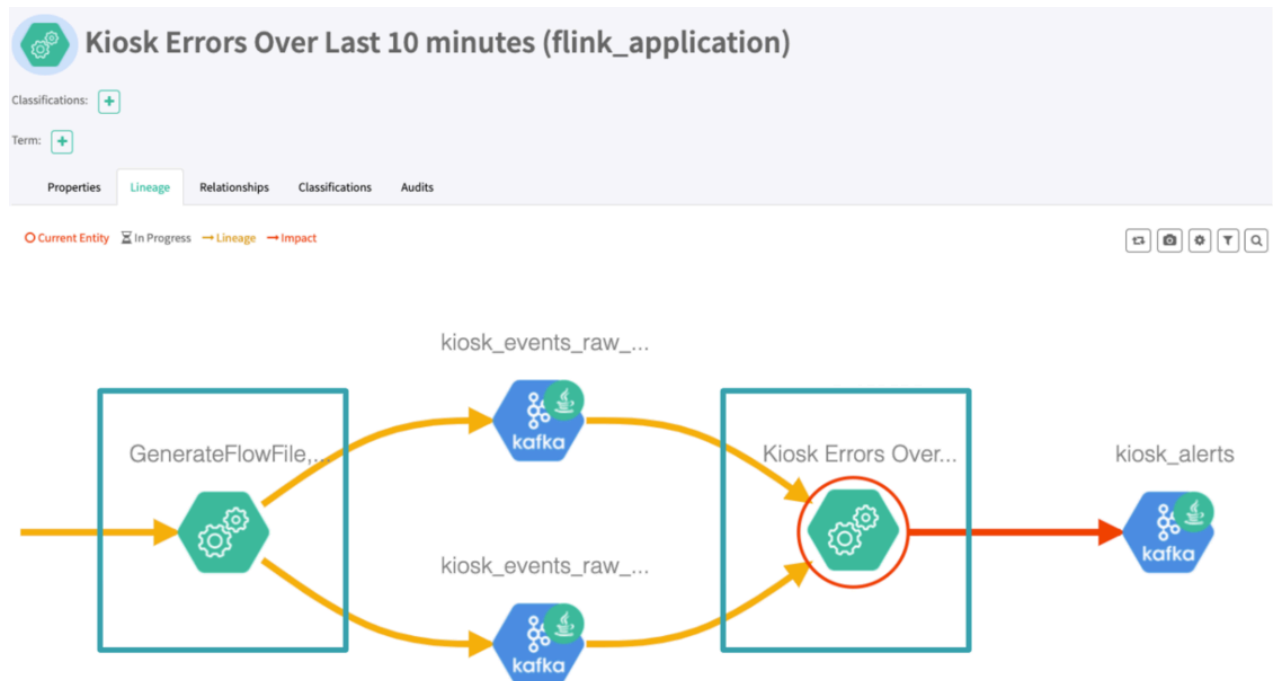 Kiosk Errors Over Last 10 minutes (flink_application)
Classifications: +
Term: +
Properties Lineage Relationships Classifications Audits
Current Entity In Progress Lineage Impact
kiosk_events_raw_...
kafka
GenerateFlowFile,...
Kiosk Errors Over...
kiosk_alerts
kafka
kiosk_events_raw_...
kafka